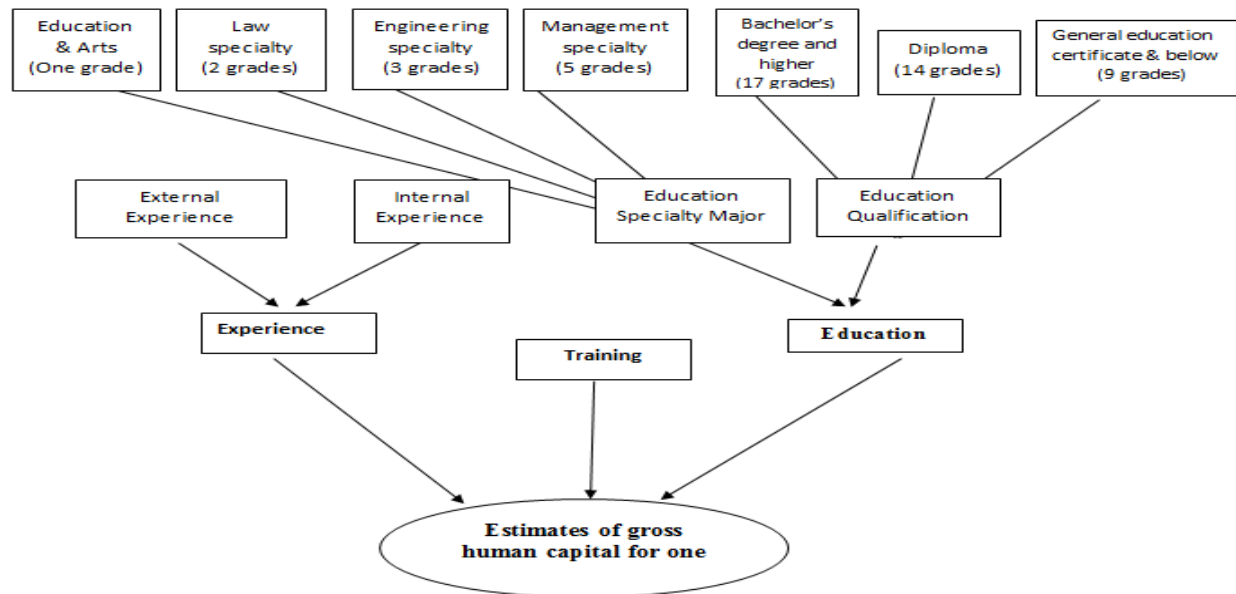 Education
& Arts
(One grade)
Law
specialty
(2 grades)
Engineering
specialty
(3 grades)
Management
specialty
(5 grades)
Bachelor's
degree and
higher
(17 grades)
Diploma
(14 grades)
General education
certificate & below
(9 grades)
External
Experience
Internal
Experience
Education
Specialty Major
Education
Qualification
Experience
Training
Education
Estimates of gross
human capital for one